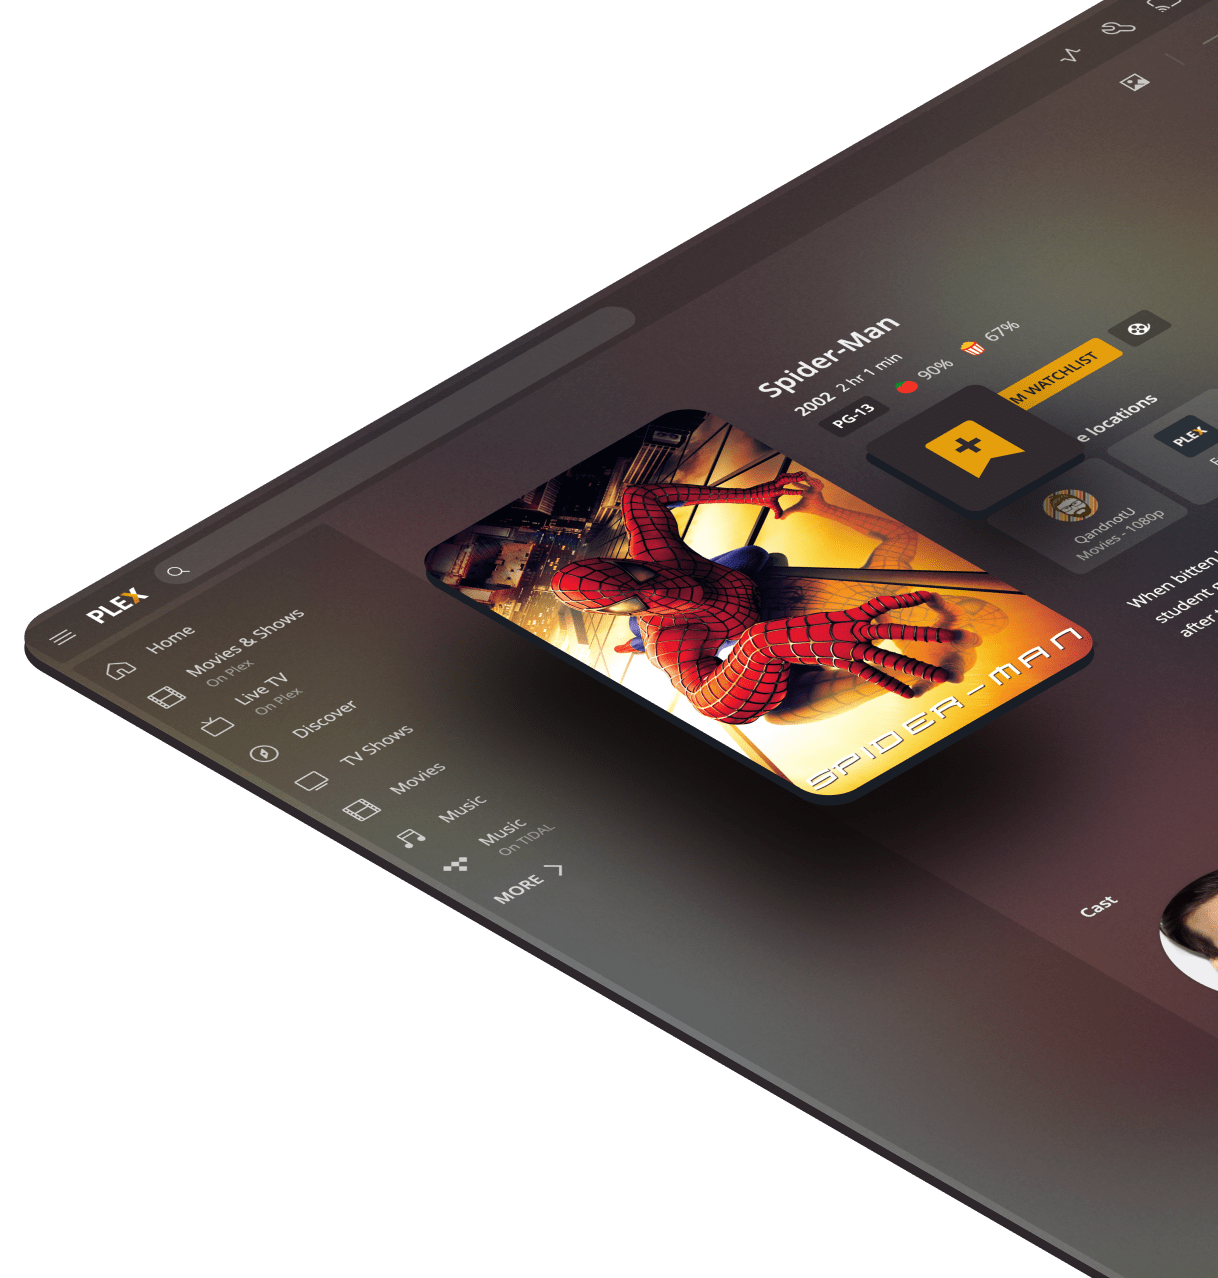 PLEX
Home
Movies & Shows
On Plex
Live TV
On Plex
Discover
TV Shows
Movies
Music
Music
On TIDAL
MORE
Spider-Man
2002 2 hr 1 min
PG-13 90% 67%
WATCHLIST
locations
QandnotU
Movies - 1080p
PLEX
When bitten
student
after
SPIDER-MAN
Cast